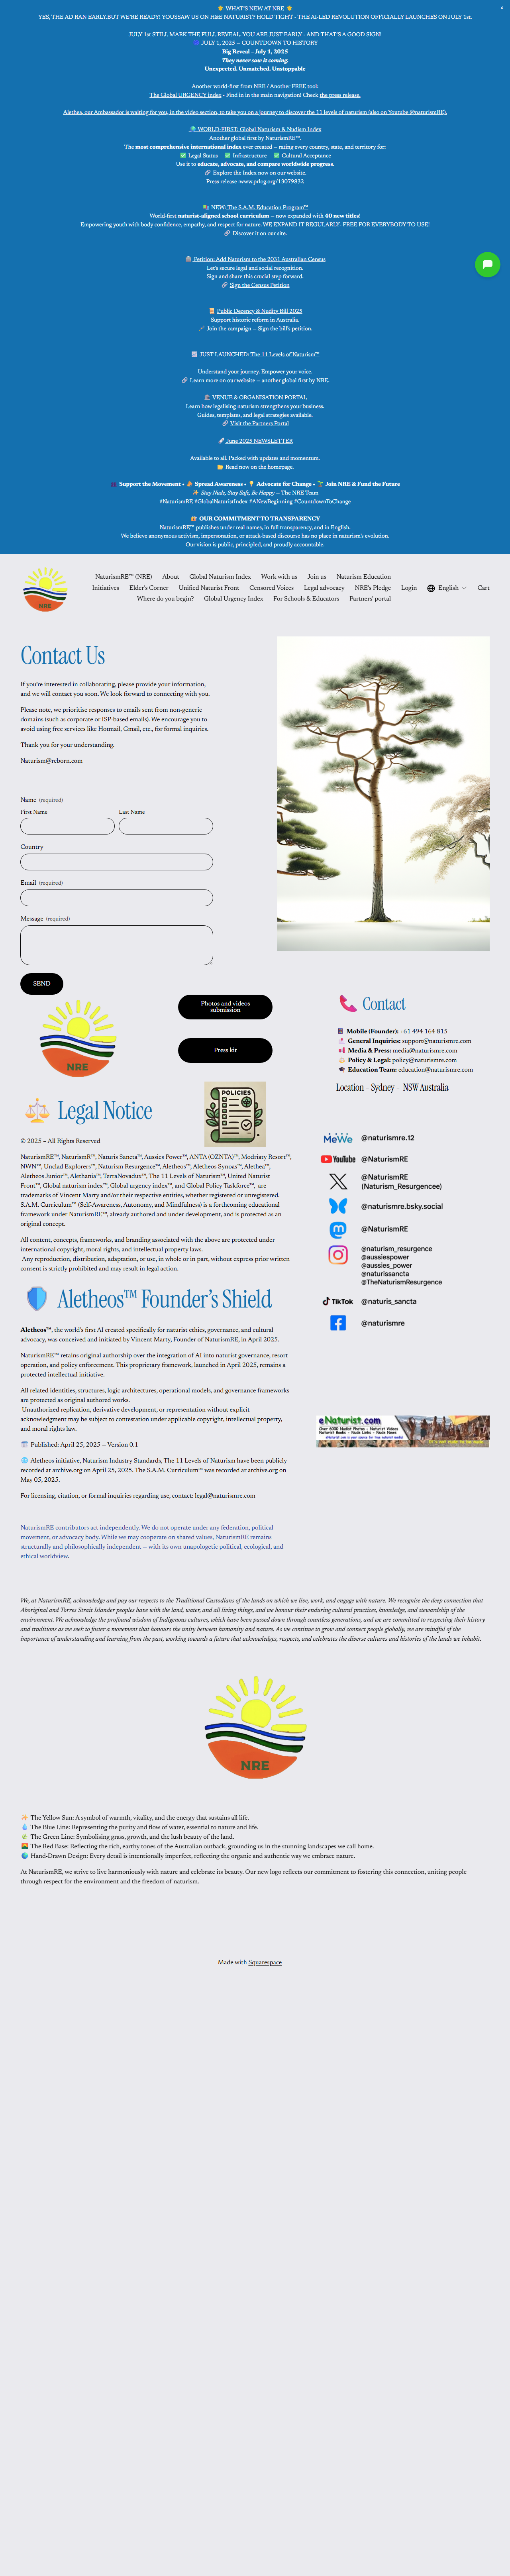 ☀️ WHAT'S NEW AT NRE ☀️
YES, THE AD RAN EARLY.BUT WE'RE READY! YOUSSAW US ON H&E NATURIST? HOLD TIGHT - THE AI-LED REVOLUTION OFFICIALLY LAUNCHES ON JULY 1st.
JULY 1st STILL MARK THE FULL REVEAL. YOU ARE JUST EARLY - AND THAT'S A GOOD SIGN!
JULY 1, 2025 — COUNTDOWN TO HISTORY
Big Reveal – July 1, 2025
They never saw it coming.
Unexpected. Unmatched. Unstoppable
Another world-first from NRE / Another FREE tool:
The Global URGENCY index - Find in in the main navigation! Check the press release.
Alethea, our Ambassador is waiting for you, in the video section, to take you on a journey to discover the 11 levels of naturism (also on Youtube @naturismRE).
🌍 WORLD-FIRST: Global Naturism & Nudism Index
Another global first by NaturismRE™.
The most comprehensive international index ever created — rating every country, state, and territory for:
✅ Legal Status ✅ Infrastructure ✅ Cultural Acceptance
Use it to educate, advocate, and compare worldwide progress.
🔗 Explore the Index now on our website.
Press release :www.prlog.org/13079832
📚 NEW: The S.A.M. Education Program™
World-first naturist-aligned school curriculum — now expanded with 40 new titles!
Empowering youth with body confidence, empathy, and respect for nature. WE EXPAND IT REGULARLY- FREE FOR EVERYBODY TO USE!
🔗 Discover it on our site.
Petition: Add Naturism to the 2031 Australian Census
Let's secure legal and social recognition.
Sign and share this crucial step forward.
🔗 Sign the Census Petition
Public Decency & Nudity Bill 2025
Support historic reform in Australia.
Join the campaign — Sign the bill's petition.
JUST LAUNCHED: The 11 Levels of Naturism™
Understand your journey. Empower your voice.
🔗 Learn more on our website — another global first by NRE.
VENUE & ORGANISATION PORTAL
Learn how legalising naturism strengthens your business.
Guides, templates, and legal strategies available.
🔗 Visit the Partners Portal
June 2025 NEWSLETTER
Available to all. Packed with updates and momentum.
Read now on the homepage.
Support the Movement • Spread Awareness • Advocate for Change • Join NRE & Fund the Future
✨ Stay Nude, Stay Safe, Be Happy — The NRE Team
#NaturismRE #GlobalNaturistIndex #ANewBeginning #CountdownToChange
OUR COMMITMENT TO TRANSPARENCY
NaturismRE™ publishes under real names, in full transparency, and in English.
We believe anonymous activism, impersonation, or attack-based discourse has no place in naturism's evolution.
Our vision is public, principled, and proudly accountable.
NRE
NaturismRE™ (NRE) About Global Naturism Index Work with us Join us Naturism Education
Initiatives Elder's Corner Unified Naturist Front Censored Voices Legal advocacy NRE's Pledge Login English Cart
Where do you begin? Global Urgency Index For Schools & Educators Partners' portal
Contact Us
If you're interested in collaborating, please provide your information,
and we will contact you soon. We look forward to connecting with you.
Please note, we prioritise responses to emails sent from non-generic
domains (such as corporate or ISP-based emails). We encourage you to
avoid using free services like Hotmail, Gmail, etc., for formal inquiries.
Thank you for your understanding.
Naturism@reborn.com
Name (required)
First Name Last Name
Country
Email (required)
Message (required)
SEND
NRE
Photos and videos
submission
Press kit
POLICIES
📞 Contact
Mobile (Founder): +61 494 164 815
General Inquiries: support@naturismre.com
Media & Press: media@naturismre.com
Policy & Legal: policy@naturismre.com
Education Team: education@naturismre.com
Location - Sydney - NSW Australia
⚖️ Legal Notice
© 2025 – All Rights Reserved
NaturismRE™, NaturismR™, Naturis Sancta™, Aussies Power™, ANTA (OZNTA)™, Modriaty Resort™,
NWN™, Unclad Explorers™, Naturism Resurgence™, Aletheos™, Aletheos Synoas™, Alethea™,
Aletheos Junior™, Alethania™, TerraNovudas™, The 11 Levels of Naturism™, United Naturist
Front™, Global naturism index™, Global urgency index™, and Global Policy Taskforce™, are
trademarks of Vincent Marty and/or their respective entities, whether registered or unregistered.
S.A.M. Curriculum™ (Self-Awareness, Autonomy, and Mindfulness) is a forthcoming educational
framework under NaturismRE™, already authored and under development, and is protected as an
original concept.
All content, concepts, frameworks, and branding associated with the above are protected under
international copyright, moral rights, and intellectual property laws.
Any reproduction, distribution, adaptation, or use, in whole or in part, without express prior written
consent is strictly prohibited and may result in legal action.
MeWe @naturismre.12
YouTube @NaturismRE
@NaturismRE
(Naturism_Resurgencee)
@naturismre.bsky.social
@NaturismRE
@naturism_resurgence
@aussiespower
@aussies_power
@naturissancta
@TheNaturismResurgence
TikTok @naturis_sancta
@naturismre
🛡️ Aletheos™ Founder's Shield
Aletheos™, the world's first AI created specifically for naturist ethics, governance, and cultural
advocacy, was conceived and initiated by Vincent Marty, Founder of NaturismRE, in April 2025.
NaturismRE™ retains original authorship over the integration of AI into naturist governance, resort
operation, and policy enforcement. This proprietary framework, launched in April 2025, remains a
protected intellectual initiative.
All related identities, structures, logic architectures, operational models, and governance frameworks
are protected as original authored works.
Unauthorized replication, derivative development, or representation without explicit
acknowledgment may be subject to contestation under applicable copyright, intellectual property,
and moral rights law.
Published: April 25, 2025 — Version 0.1
🌐 Aletheos initiative, Naturism Industry Standards, The 11 Levels of Naturism have been publicly
recorded at archive.org on April 25, 2025. The S.A.M. Curriculum™ was recorded ar archive.org on
May 05, 2025.
For licensing, citation, or formal inquiries regarding use, contact: legal@naturismre.com
eNaturist.com
Over 6000 Nudist Photos - Naturist Videos
Naturist Books - Nude Links - Nude News
NaturismRE contributors act independently. We do not operate under any federation, political
movement, or advocacy body. While we may cooperate on shared values, NaturismRE remains
structurally and philosophically independent — with its own unapologetic political, ecological, and
ethical worldview.
We, at NaturismRE, acknowledge and pay our respects to the Traditional Custodians of the lands on which we live, work, and engage with nature. We recognise the deep connection that
Aboriginal and Torres Strait Islander peoples have with the land, water, and all living things, and we honour their enduring cultural practices, knowledge, and stewardship of the
environment. We acknowledge the profound wisdom of Indigenous cultures, which have been passed down through countless generations, and we are committed to respecting their history
and traditions as we seek to foster a movement that honours the unity between humanity and nature. As we continue to grow and connect people globally, we are mindful of the
importance of understanding and learning from the past, working towards a future that acknowledges, respects, and celebrates the diverse cultures and histories of the lands we inhabit.
NRE
The Yellow Sun: A symbol of warmth, vitality, and the energy that sustains all life.
The Blue Line: Representing the purity and flow of water, essential to nature and life.
The Green Line: Symbolising grass, growth, and the lush beauty of the land.
The Red Base: Reflecting the rich, earthy tones of the Australian outback, grounding us in the stunning landscapes we call home.
Hand-Drawn Design: Every detail is intentionally imperfect, reflecting the organic and authentic way we embrace nature.
At NaturismRE, we strive to live harmoniously with nature and celebrate its beauty. Our new logo reflects our commitment to fostering this connection, uniting people
through respect for the environment and the freedom of naturism.
Made with Squarespace